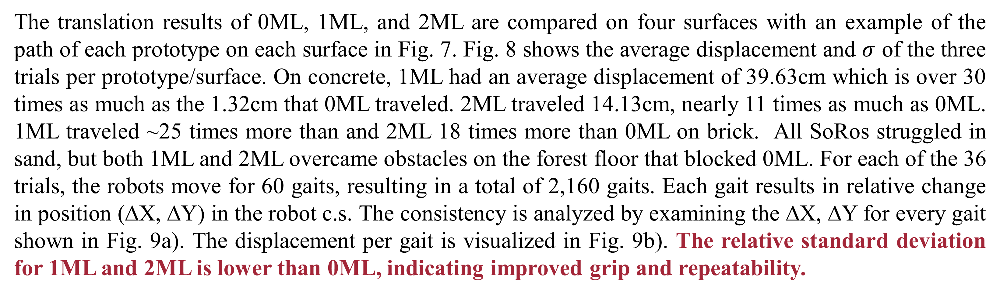 The translation results of 0ML, 1ML, and 2ML are compared on four surfaces with an example of the
path of each prototype on each surface in Fig. 7. Fig. 8 shows the average displacement and σ of the three
trials per prototype/surface. On concrete, 1ML had an average displacement of 39.63cm which is over 30
times as much as the 1.32cm that 0ML traveled. 2ML traveled 14.13cm, nearly 11 times as much as 0ML.
1ML traveled ~25 times more than and 2ML 18 times more than 0ML on brick.  All SoRos struggled in
sand, but both 1ML and 2ML overcame obstacles on the forest floor that blocked 0ML. For each of the 36
trials, the robots move for 60 gaits, resulting in a total of 2,160 gaits. Each gait results in relative change
in position (ΔX, ΔY) in the robot c.s. The consistency is analyzed by examining the ΔX, ΔY for every gait
shown in Fig. 9a). The displacement per gait is visualized in Fig. 9b). The relative standard deviation
for 1ML and 2ML is lower than 0ML, indicating improved grip and repeatability.